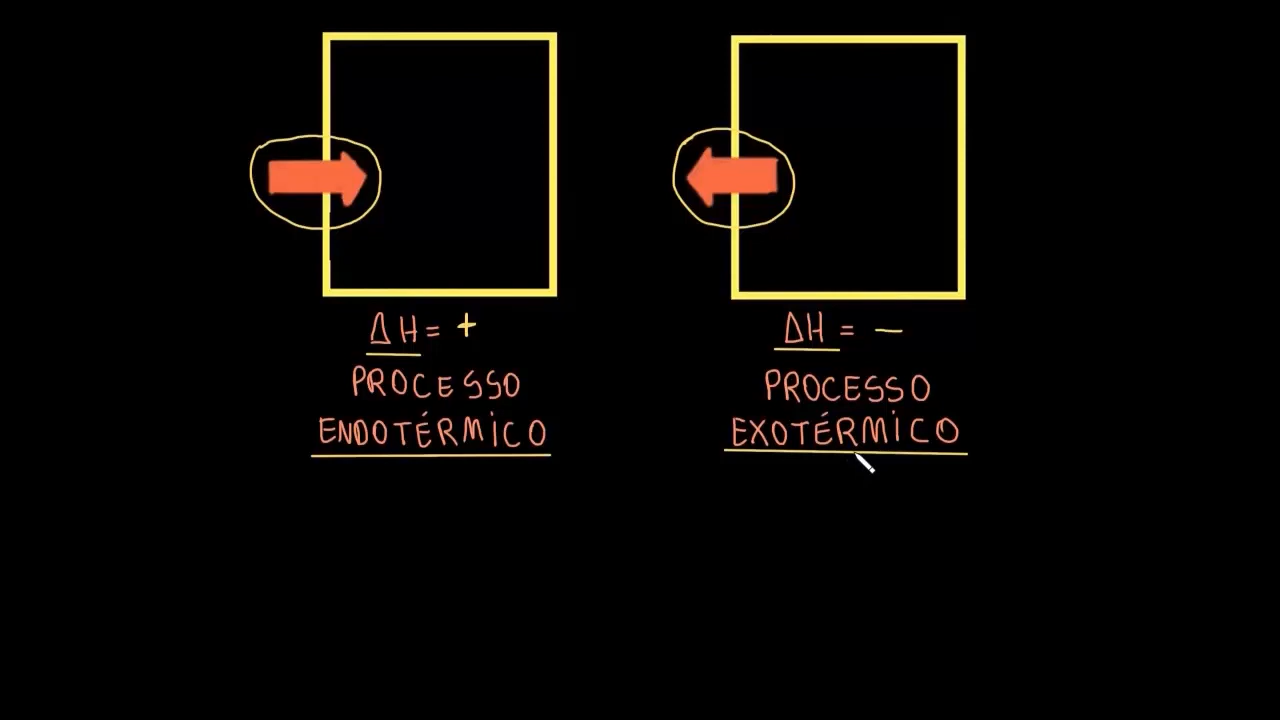 ΔH = +
PROCESSO
ENDOTÉRMICO
ΔH = −
PROCESSO
EXOTÉRMICO